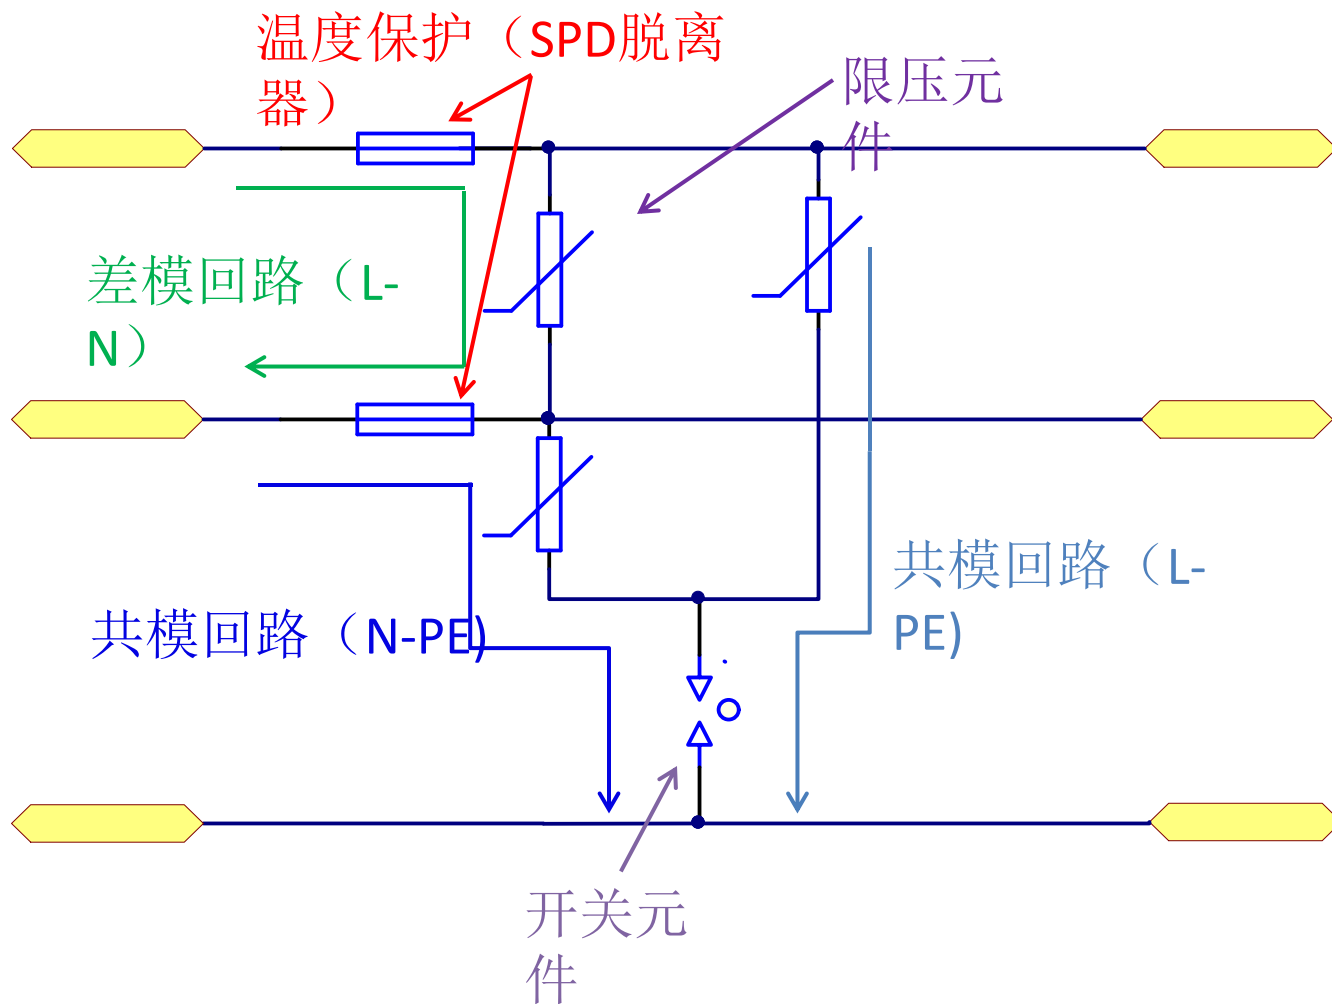 温度保护（SPD脱离
器）
限压元
件
差模回路（L-
N）
共模回路（L-
PE)
共模回路（N-PE)
开关元
件